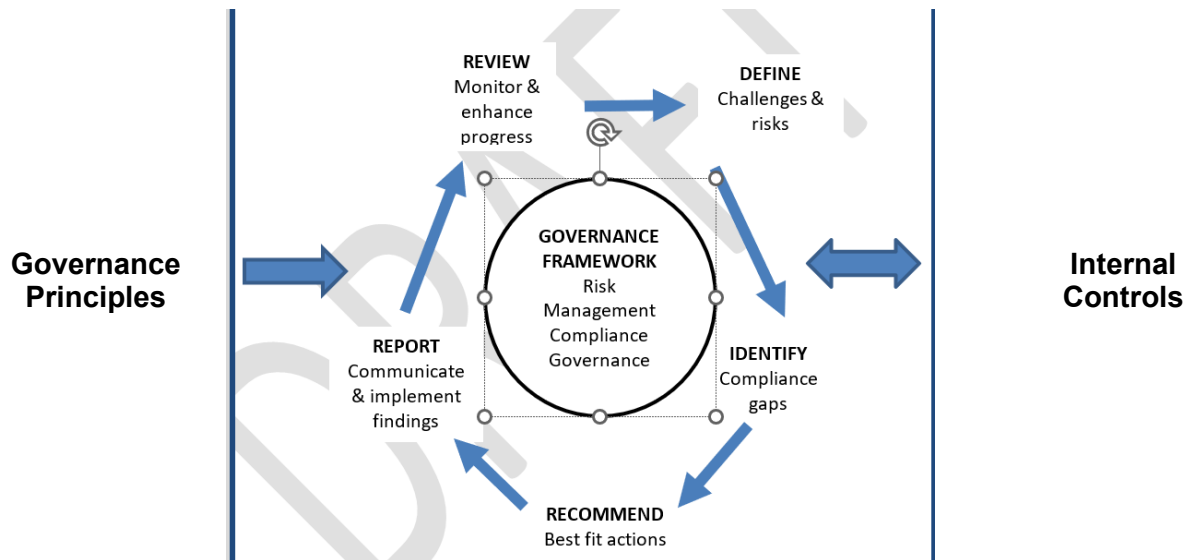 REVIEW
Monitor &
enhance
progress
DEFINE
Challenges &
risks
Governance
Principles
GOVERNANCE
FRAMEWORK
Risk
Management
Compliance
Governance
Internal
Controls
REPORT
Communicate
& implement
findings
IDENTIFY
Compliance
gaps
RECOMMEND
Best fit actions